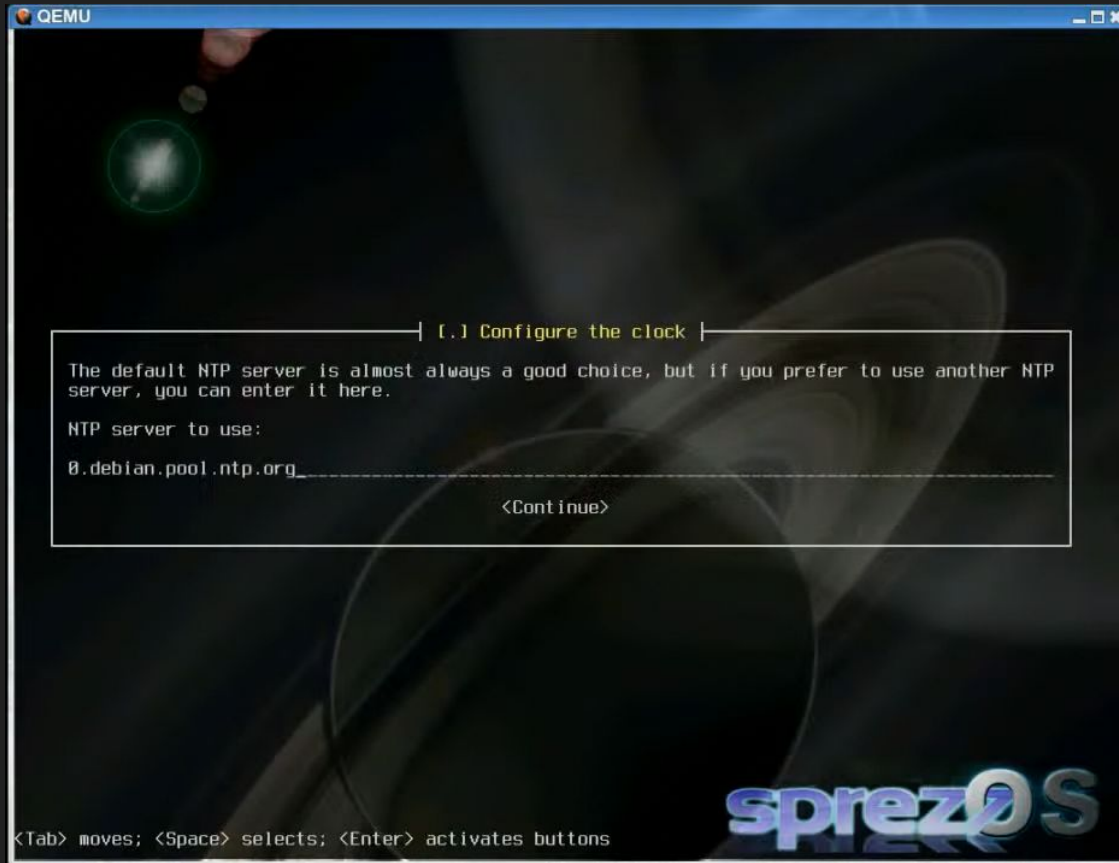 QEMU
[.] Configure the clock
The default NTP server is almost always a good choice, but if you prefer to use another NTP
server, you can enter it here.
NTP server to use:
0.debian.pool.ntp.org
<Continue>
sprezOS
<Tab> moves; <Space> selects; <Enter> activates buttons